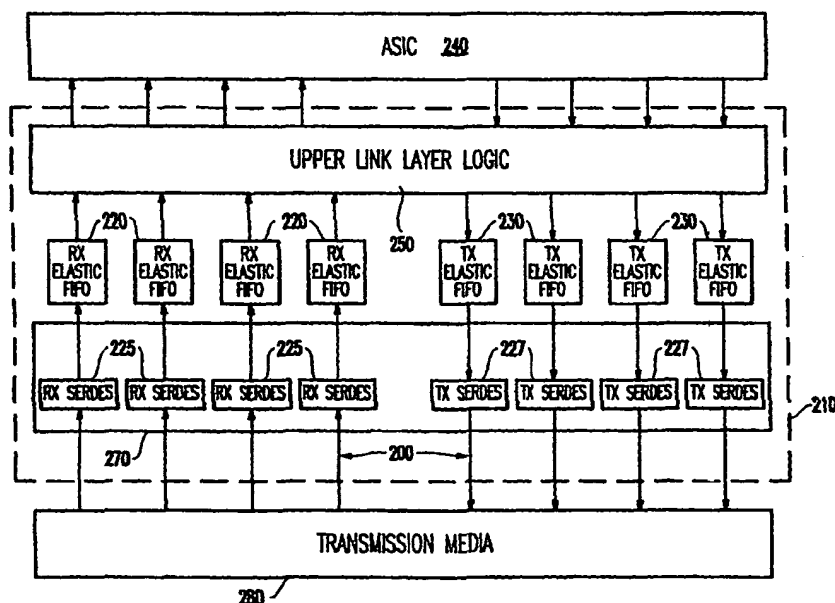 ASIC 240
UPPER LINK LAYER LOGIC
250
220 220 230 230
RX ELASTIC FIFO
RX ELASTIC FIFO
RX ELASTIC FIFO
RX ELASTIC FIFO
TX ELASTIC FIFO
TX ELASTIC FIFO
TX ELASTIC FIFO
TX ELASTIC FIFO
225 225 227 227
RX SERDES RX SERDES RX SERDES RX SERDES TX SERDES TX SERDES TX SERDES TX SERDES
210
270
200
TRANSMISSION MEDIA
280